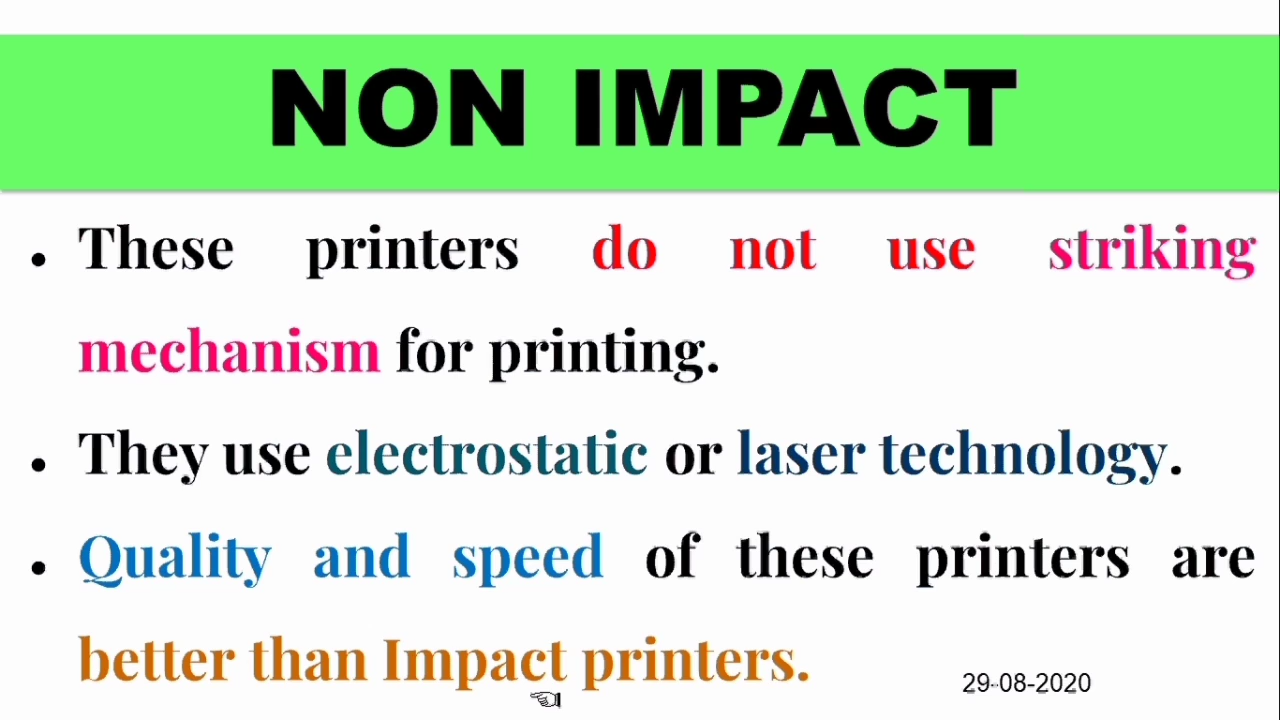 NON IMPACT
• These printers do not use striking
mechanism for printing.
• They use electrostatic or laser technology.
• Quality and speed of these printers are
better than Impact printers.
29-08-2020